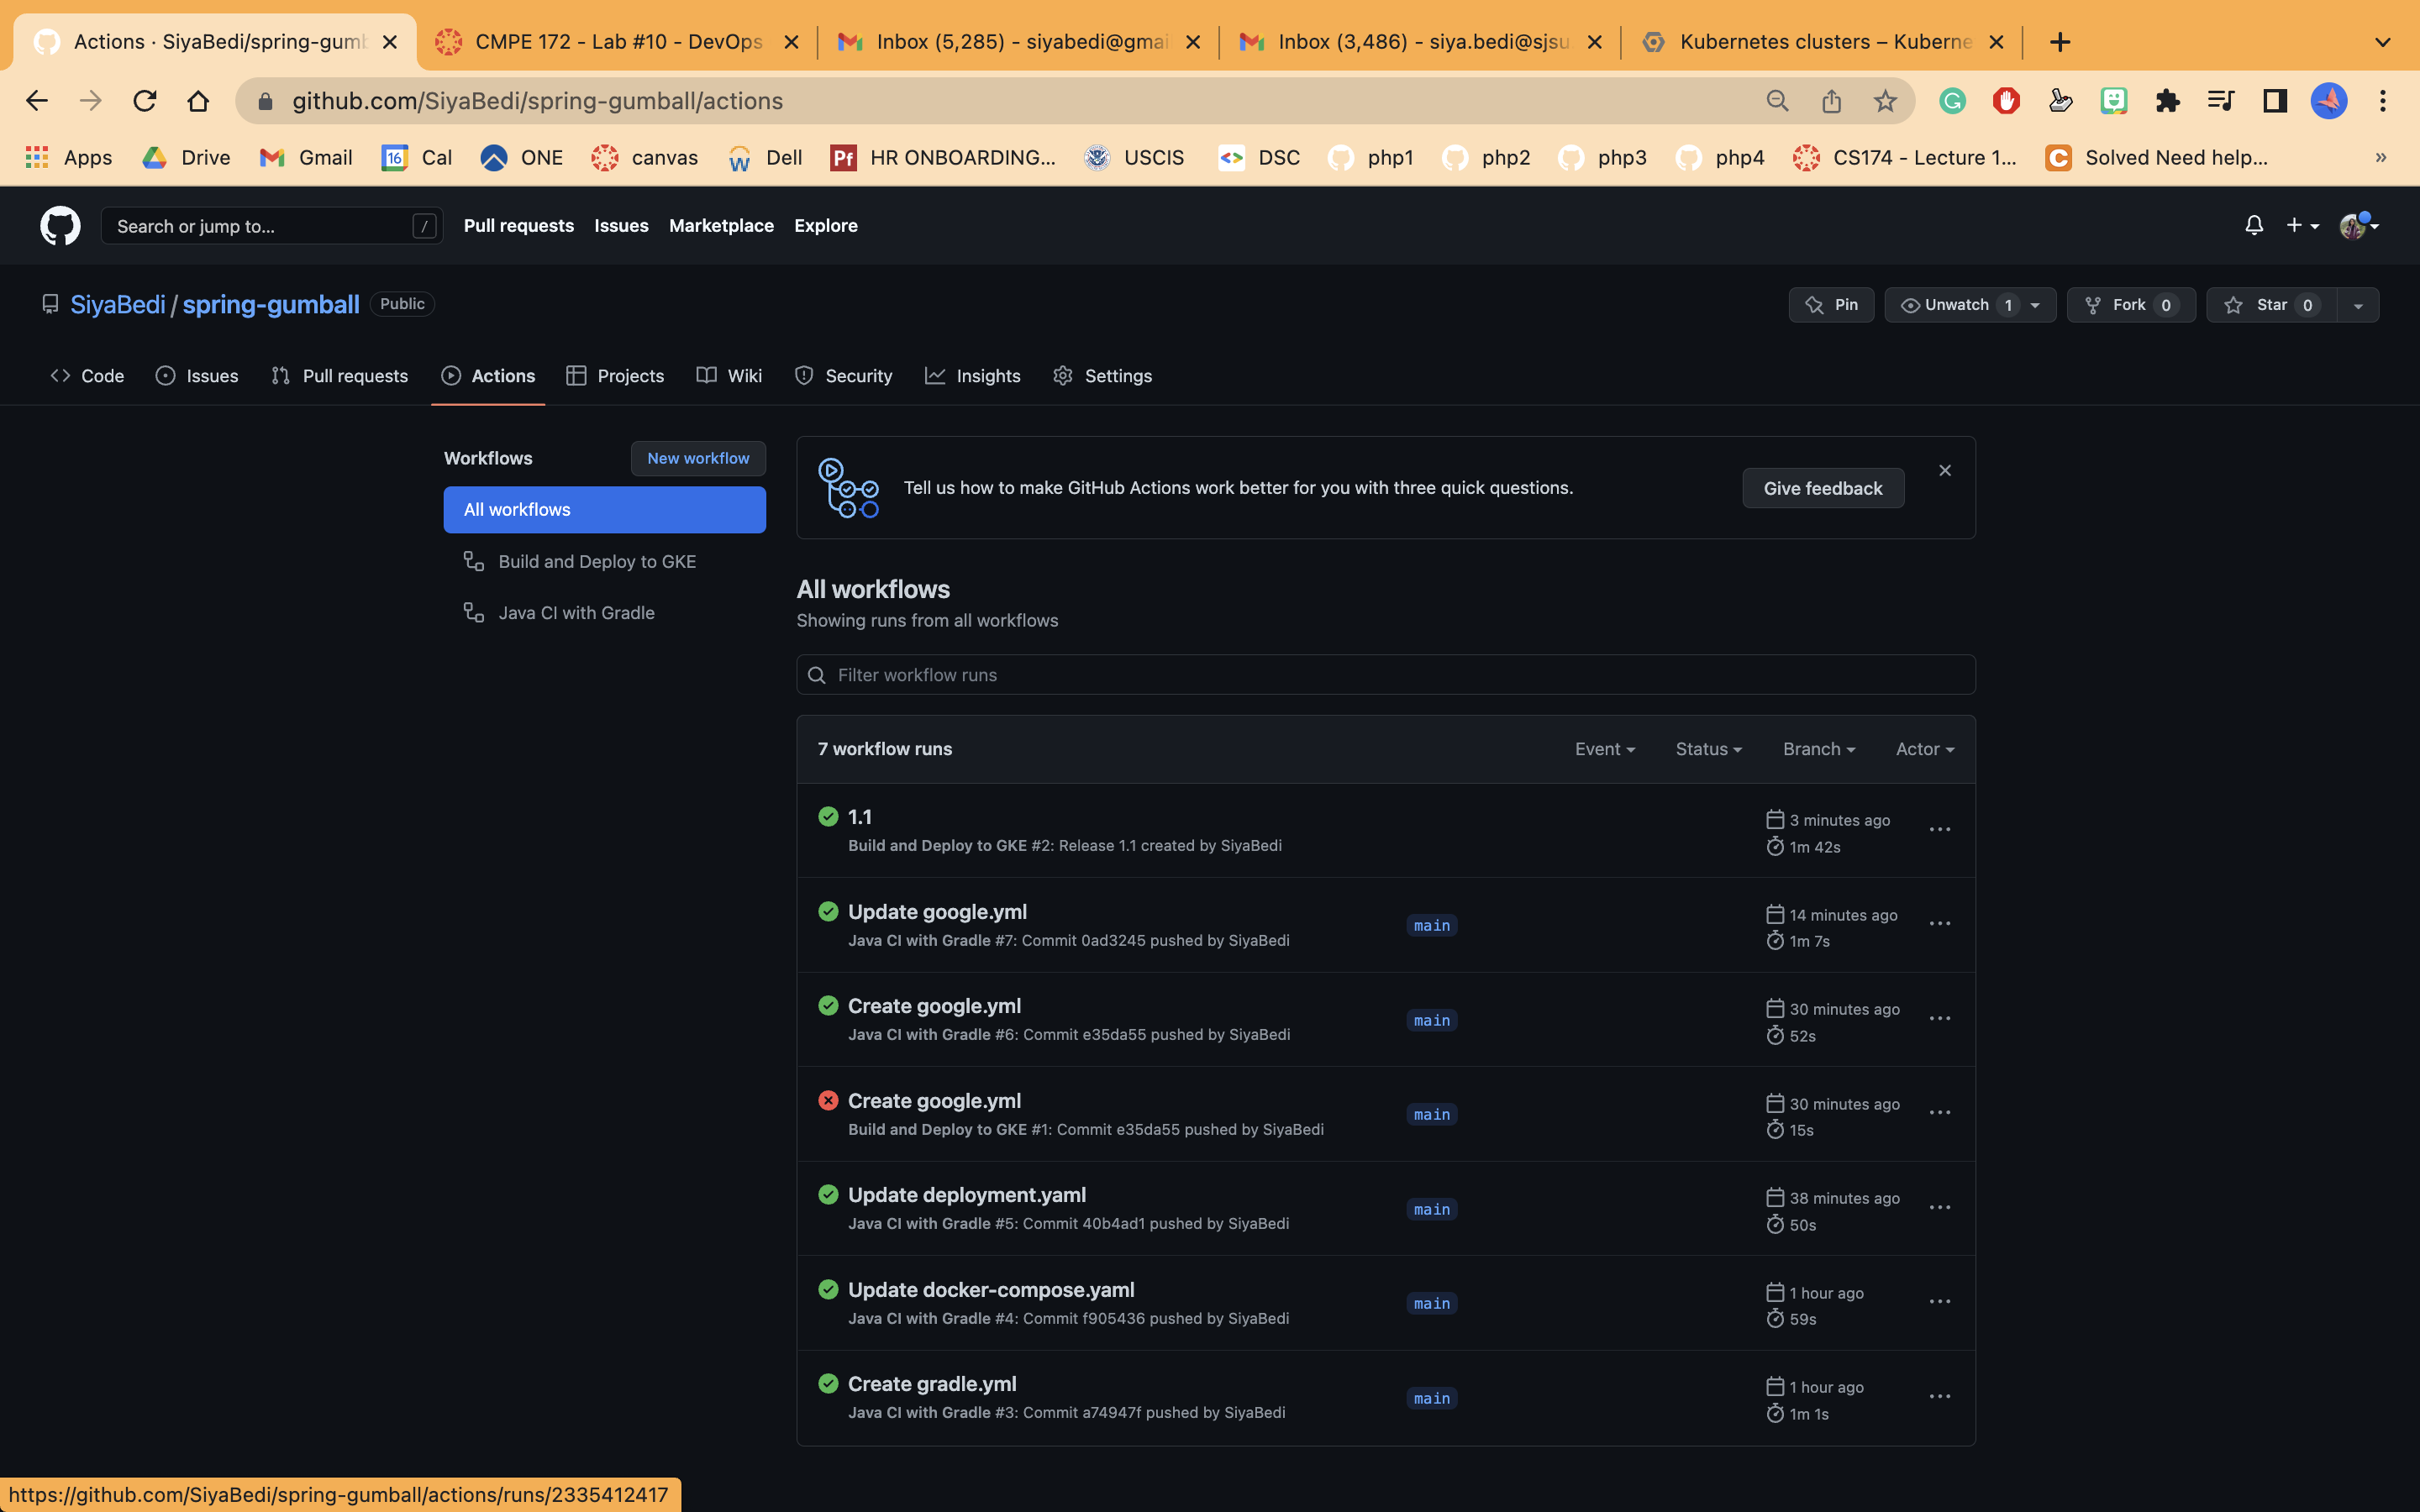 Actions · SiyaBedi/spring-gumb
CMPE 172 - Lab #10 - DevOps
Inbox (5,285) - siyabedi@gmai
Inbox (3,486) - siya.bedi@sjsu
Kubernetes clusters – Kuberne
github.com/SiyaBedi/spring-gumball/actions
Apps
Drive
Gmail
16
Cal
ONE
canvas
Dell
Pf
HR ONBOARDING...
USCIS
DSC
php1
php2
php3
php4
CS174 - Lecture 1...
C
Solved Need help...
»
Search or jump to...
/
Pull requests
Issues
Marketplace
Explore
SiyaBedi / spring-gumball
Public
Pin
Unwatch 1
Fork 0
Star 0
Code
Issues
Pull requests
Actions
Projects
Wiki
Security
Insights
Settings
Workflows
New workflow
All workflows
Build and Deploy to GKE
Java CI with Gradle
Tell us how to make GitHub Actions work better for you with three quick questions.
Give feedback
All workflows
Showing runs from all workflows
Filter workflow runs
7 workflow runs
Event
Status
Branch
Actor
1.1
Build and Deploy to GKE #2: Release 1.1 created by SiyaBedi
3 minutes ago
1m 42s
Update google.yml
Java CI with Gradle #7: Commit 0ad3245 pushed by SiyaBedi
main
14 minutes ago
1m 7s
Create google.yml
Java CI with Gradle #6: Commit e35da55 pushed by SiyaBedi
main
30 minutes ago
52s
Create google.yml
Build and Deploy to GKE #1: Commit e35da55 pushed by SiyaBedi
main
30 minutes ago
15s
Update deployment.yaml
Java CI with Gradle #5: Commit 40b4ad1 pushed by SiyaBedi
main
38 minutes ago
50s
Update docker-compose.yaml
Java CI with Gradle #4: Commit f905436 pushed by SiyaBedi
main
1 hour ago
59s
Create gradle.yml
Java CI with Gradle #3: Commit a74947f pushed by SiyaBedi
main
1 hour ago
1m 1s
https://github.com/SiyaBedi/spring-gumball/actions/runs/2335412417